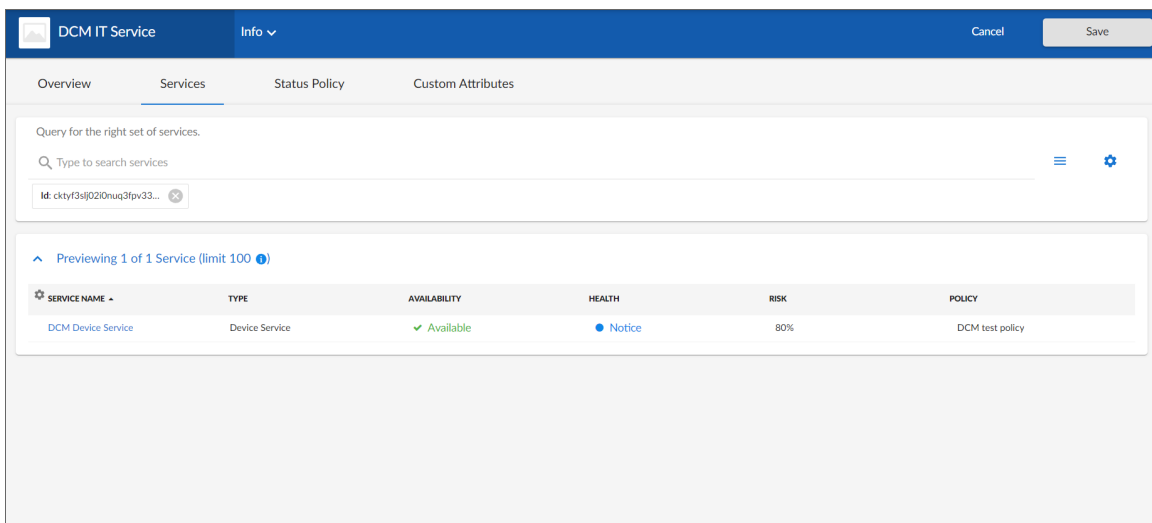 DCM IT Service Info Cancel Save
Overview Services Status Policy Custom Attributes
Query for the right set of services.
Type to search services
Id: cktyf3slj02i0nuq3fpv33...
Previewing 1 of 1 Service (limit 100 )
SERVICE NAME TYPE AVAILABILITY HEALTH RISK POLICY
DCM Device Service Device Service Available Notice 80% DCM test policy